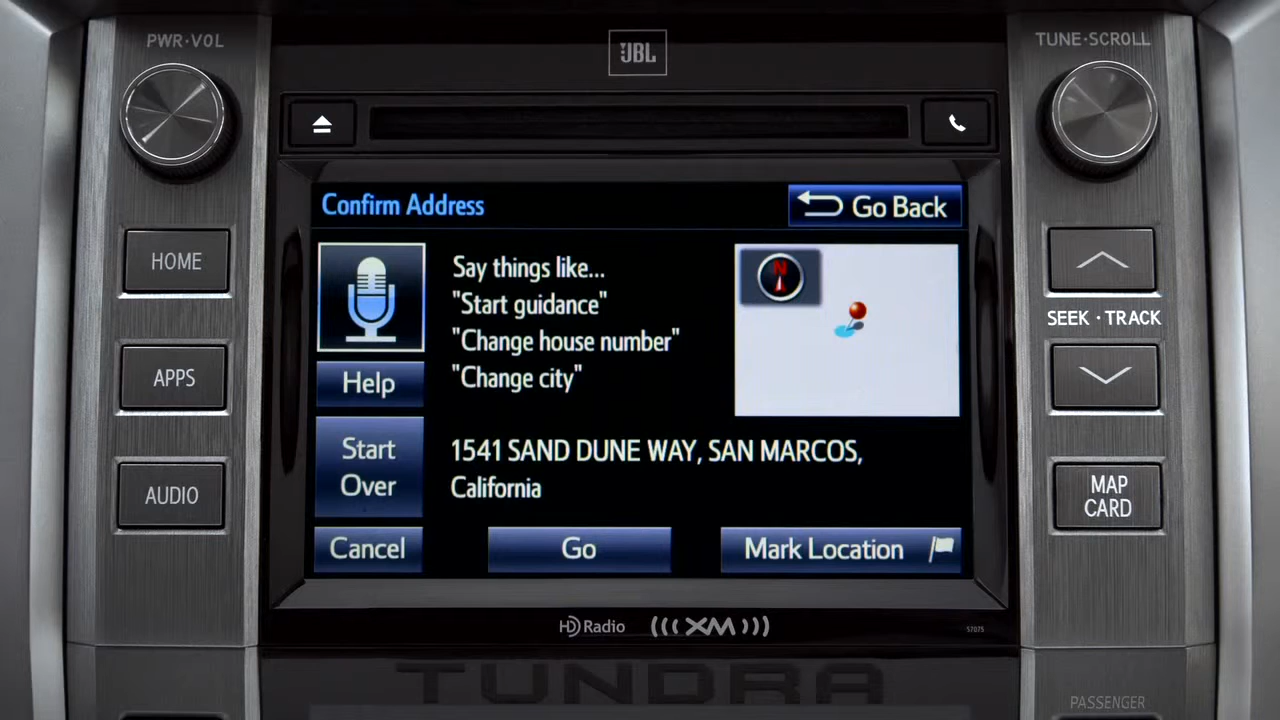 PWR·VOL
JBL
TUNE·SCROLL
Confirm Address
Go Back
N
HOME
Say things like...
"Start guidance"
"Change house number"
"Change city"
SEEK · TRACK
APPS
Help
Start
Over
1541 SAND DUNE WAY, SAN MARCOS,
California
AUDIO
MAP
CARD
Cancel
Go
Mark Location
HD Radio
((( XM )))
57075
TUNDRA
PASSENGER